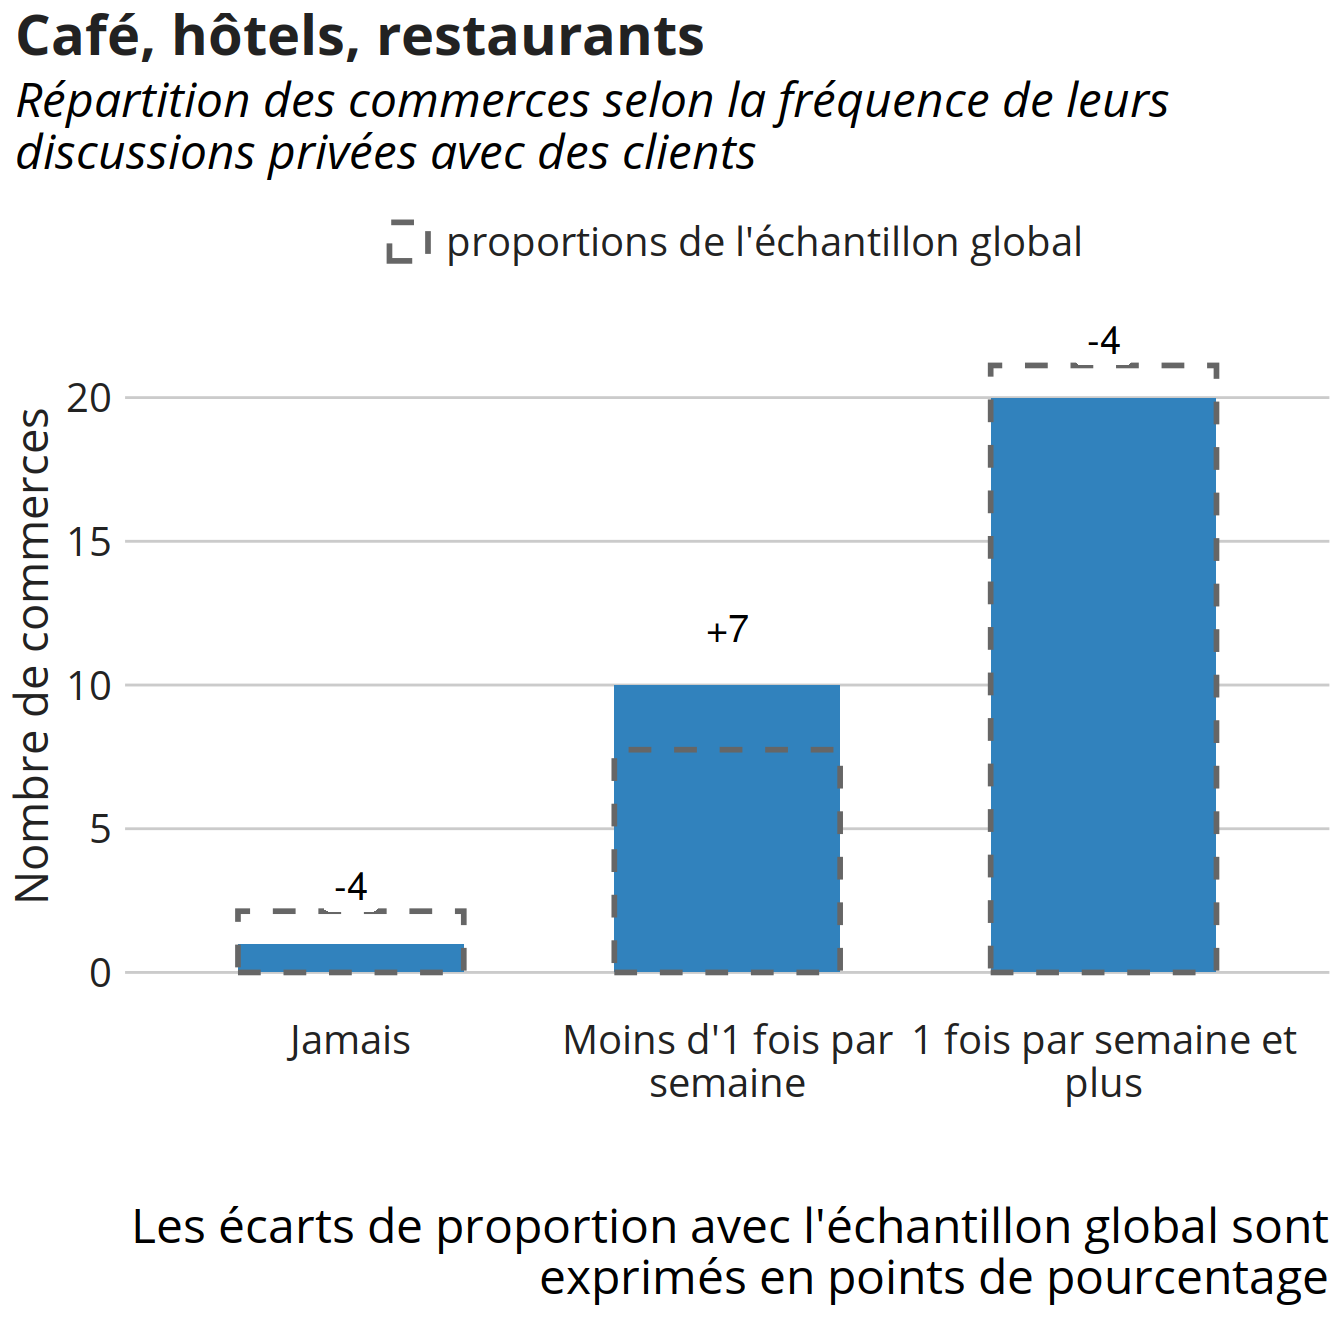 Café, hôtels, restaurants
Répartition des commerces selon la fréquence de leurs
discussions privées avec des clients
proportions de l'échantillon global
Nombre de commerces
20
15
10
5
0
-4
+7
-4
Jamais
Moins d'1 fois par
semaine
1 fois par semaine et
plus
Les écarts de proportion avec l'échantillon global sont
exprimés en points de pourcentage